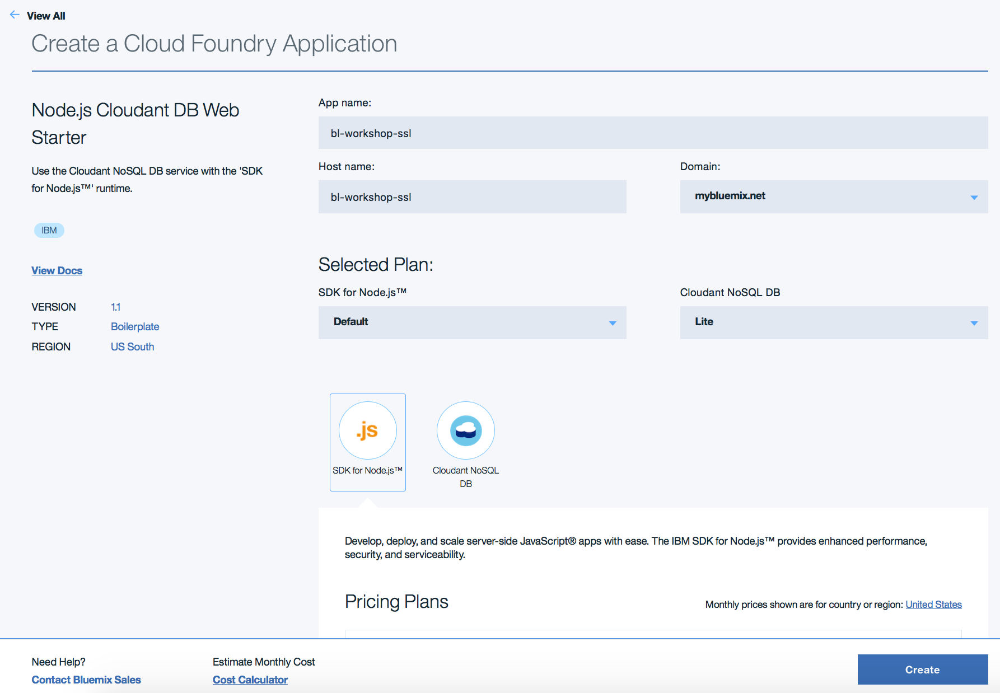 View All
Create a Cloud Foundry Application
Node.js Cloudant DB Web
Starter
Use the Cloudant NoSQL DB service with the 'SDK
for Node.js™' runtime.
IBM
View Docs
VERSION 1.1
TYPE Boilerplate
REGION US South
App name:
bl-workshop-ssl
Host name:
bl-workshop-ssl
Domain:
mybluemix.net
Selected Plan:
SDK for Node.js™
Default
Cloudant NoSQL DB
Lite
.js
SDK for Node.js™
Cloudant NoSQL
DB
Develop, deploy, and scale server-side JavaScript® apps with ease. The IBM SDK for Node.js™ provides enhanced performance,
security, and serviceability.
Pricing Plans
Monthly prices shown are for country or region: United States
Need Help?
Contact Bluemix Sales
Estimate Monthly Cost
Cost Calculator
Create